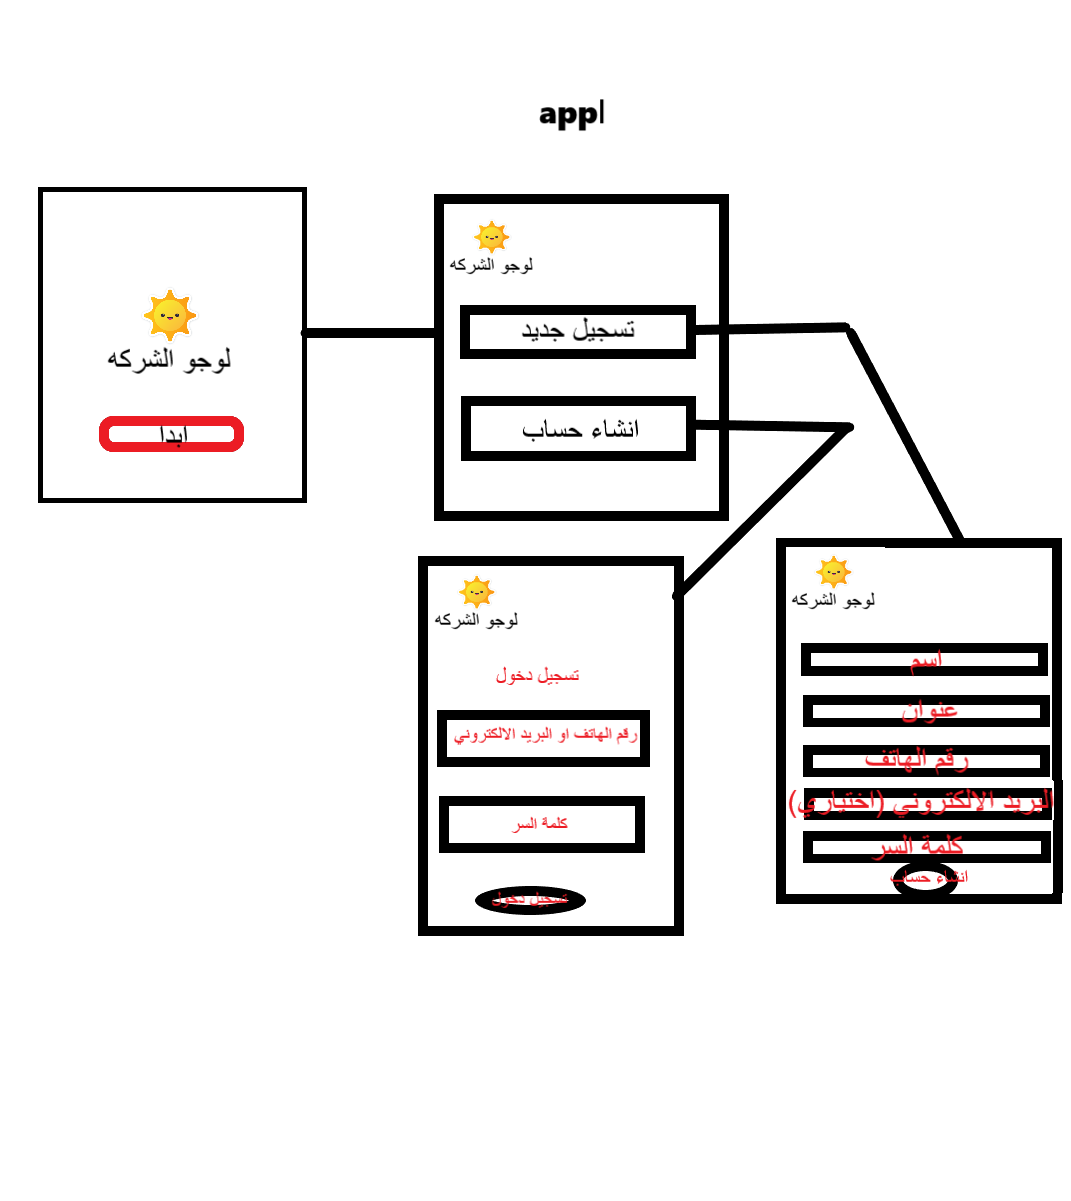 appl
لوجو الشركه
ابدا
لوجو الشركه
تسجيل جديد
انشاء حساب
لوجو الشركه
تسجيل دخول
رقم الهاتف او البريد الالكتروني
كلمة السر
تسجيل دخول
لوجو الشركه
اسم
عنوان
رقم الهاتف
البريد الالكتروني (اختباري)
كلمة السر
انشاء حساب